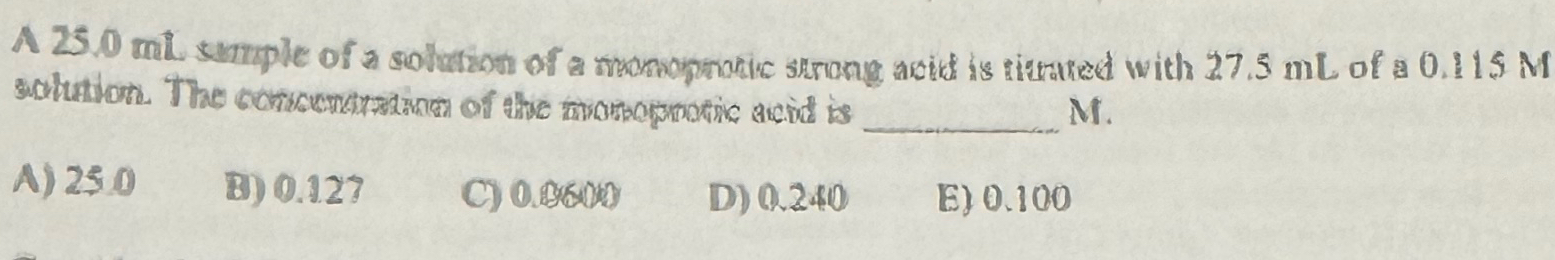 A 25.0 mL sample of a solution of a monoprotic strong acid is titrated with 27.5 mL of a 0.115 M
solution. The concentration of the monoprotic acid is __________ M.
A) 25.0 B) 0.127 C) 0.0600 D) 0.240 E) 0.100